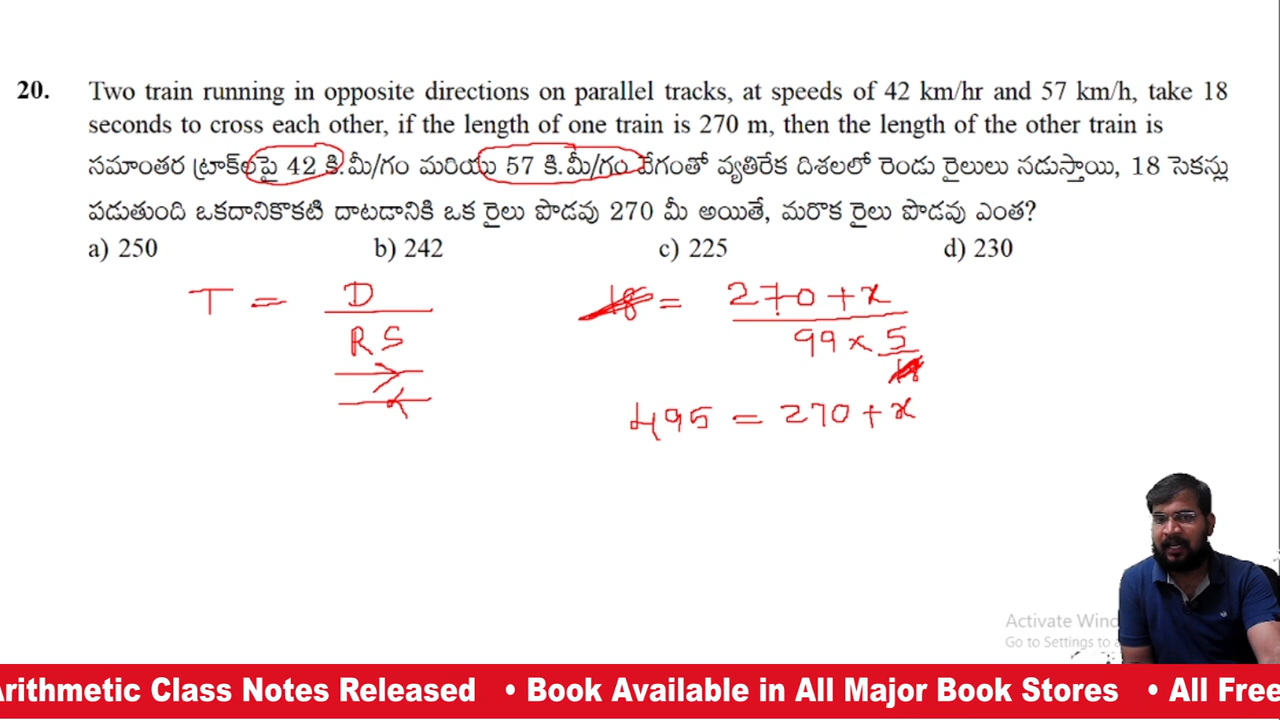 20. Two train running in opposite directions on parallel tracks, at speeds of 42 km/hr and 57 km/h, take 18
seconds to cross each other, if the length of one train is 270 m, then the length of the other train is
సమాంతర ట్రాక్‌లపై 42 కి.మీ/గం మరియు 57 కి.మీ/గం వేగంతో వ్యతిరేక దిశలలో రెండు రైలులు నడుస్తాయి, 18 సెకన్లు
పడుతుంది ఒకదానికొకటి దాటడానికి ఒక రైలు పొడవు 270 మీ అయితే, మరొక రైలు పొడవు ఎంత?
a) 250 b) 242 c) 225 d) 230
T = D / RS
18 = 270 + x / 99 × 5/18
495 = 270 + x
Activate Wind
Go to Settings to
Arithmetic Class Notes Released • Book Available in All Major Book Stores • All Free